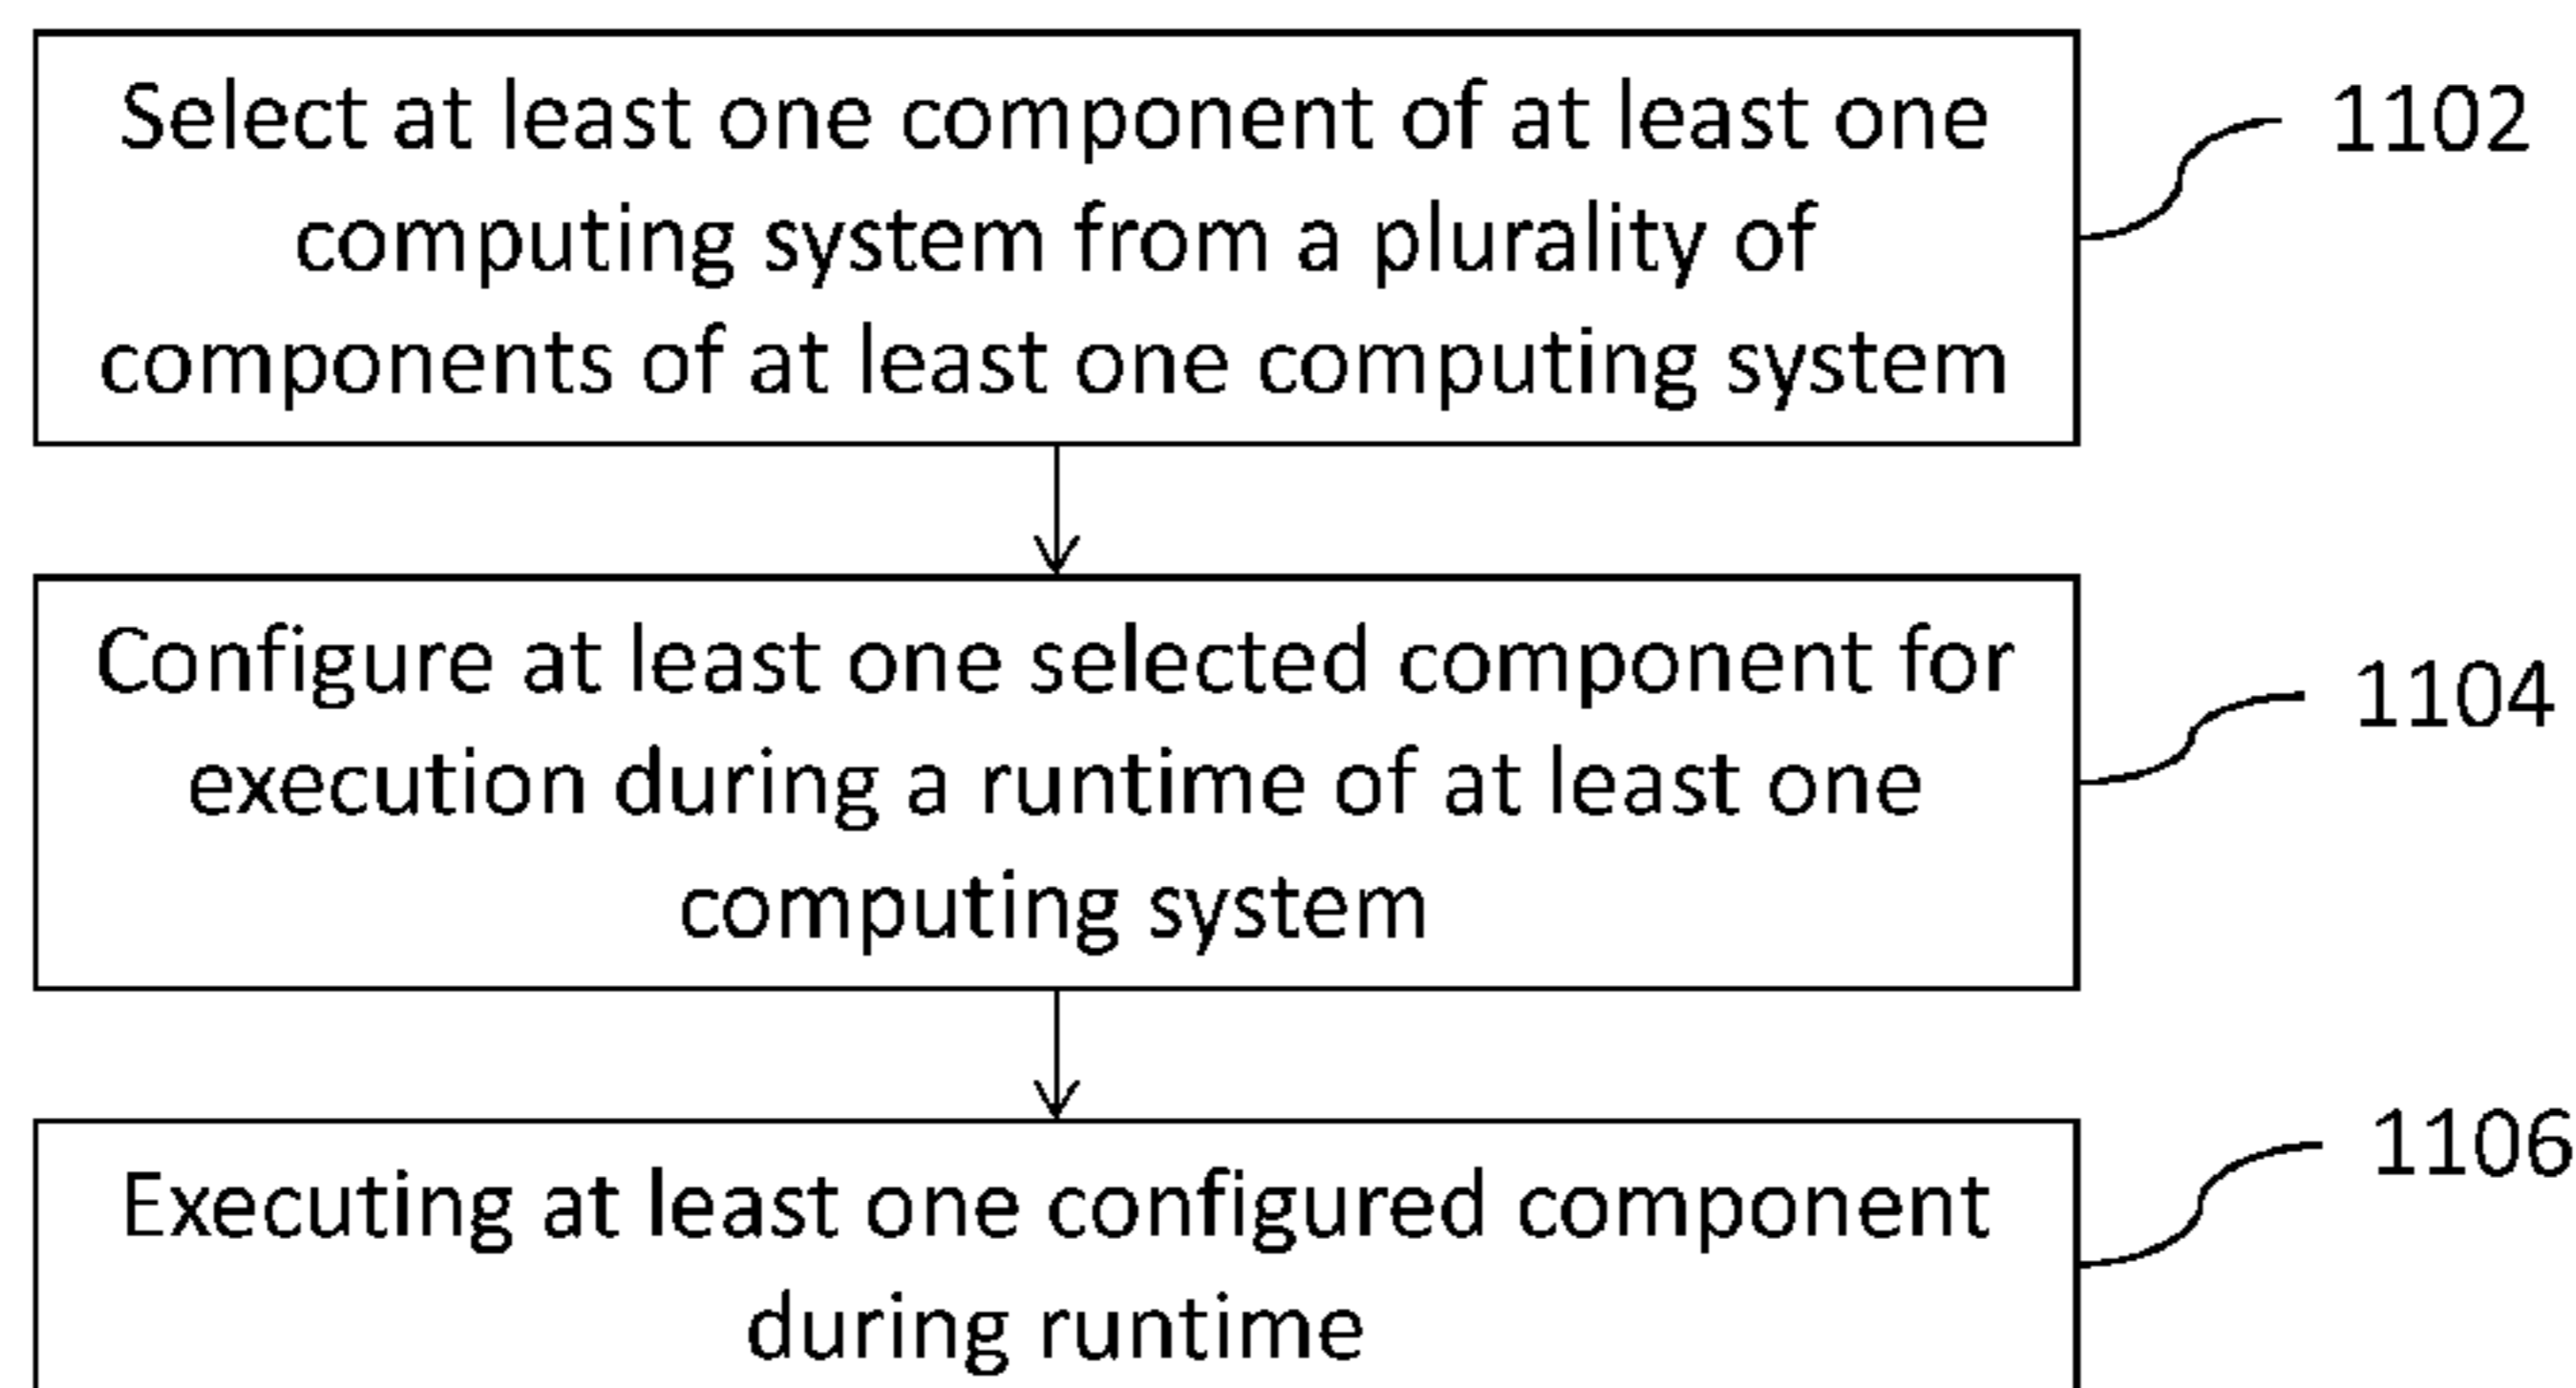 Select at least one component of at least one
computing system from a plurality of
components of at least one computing system
1102
Configure at least one selected component for
execution during a runtime of at least one
computing system
1104
Executing at least one configured component
during runtime
1106